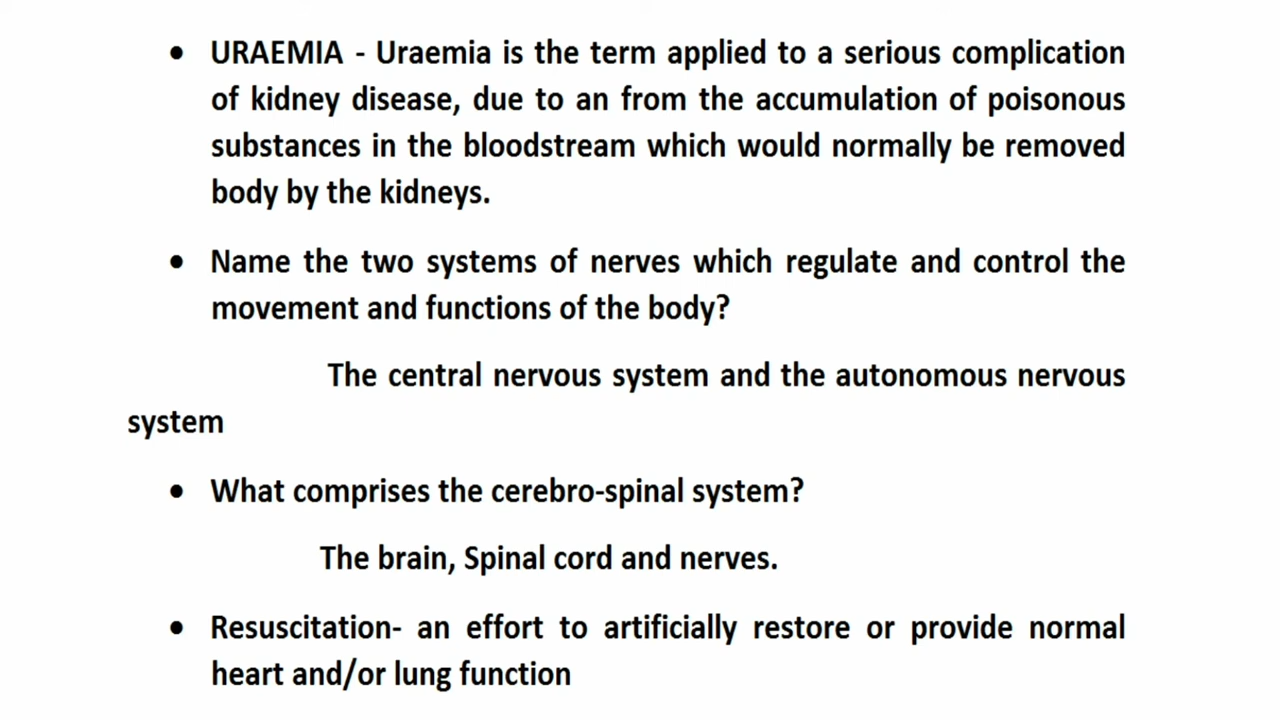 • URAEMIA - Uraemia is the term applied to a serious complication
of kidney disease, due to an from the accumulation of poisonous
substances in the bloodstream which would normally be removed
body by the kidneys.
• Name the two systems of nerves which regulate and control the
movement and functions of the body?
The central nervous system and the autonomous nervous
system
• What comprises the cerebro-spinal system?
The brain, Spinal cord and nerves.
• Resuscitation- an effort to artificially restore or provide normal
heart and/or lung function